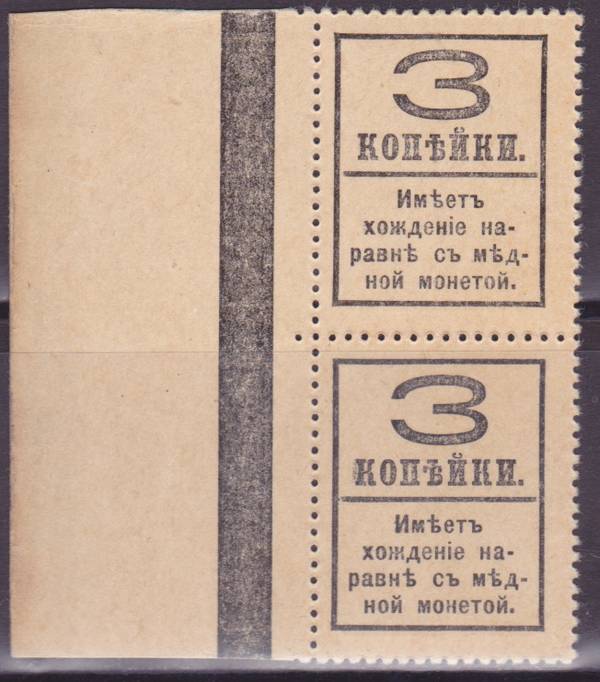 3
КОПѢЙКИ.
Имѣетъ
хожденіе на-
равнѣ съ мѣд-
ной монетой.
3
КОПѢЙКИ.
Имѣетъ
хожденіе на-
равнѣ съ мѣд-
ной монетой.